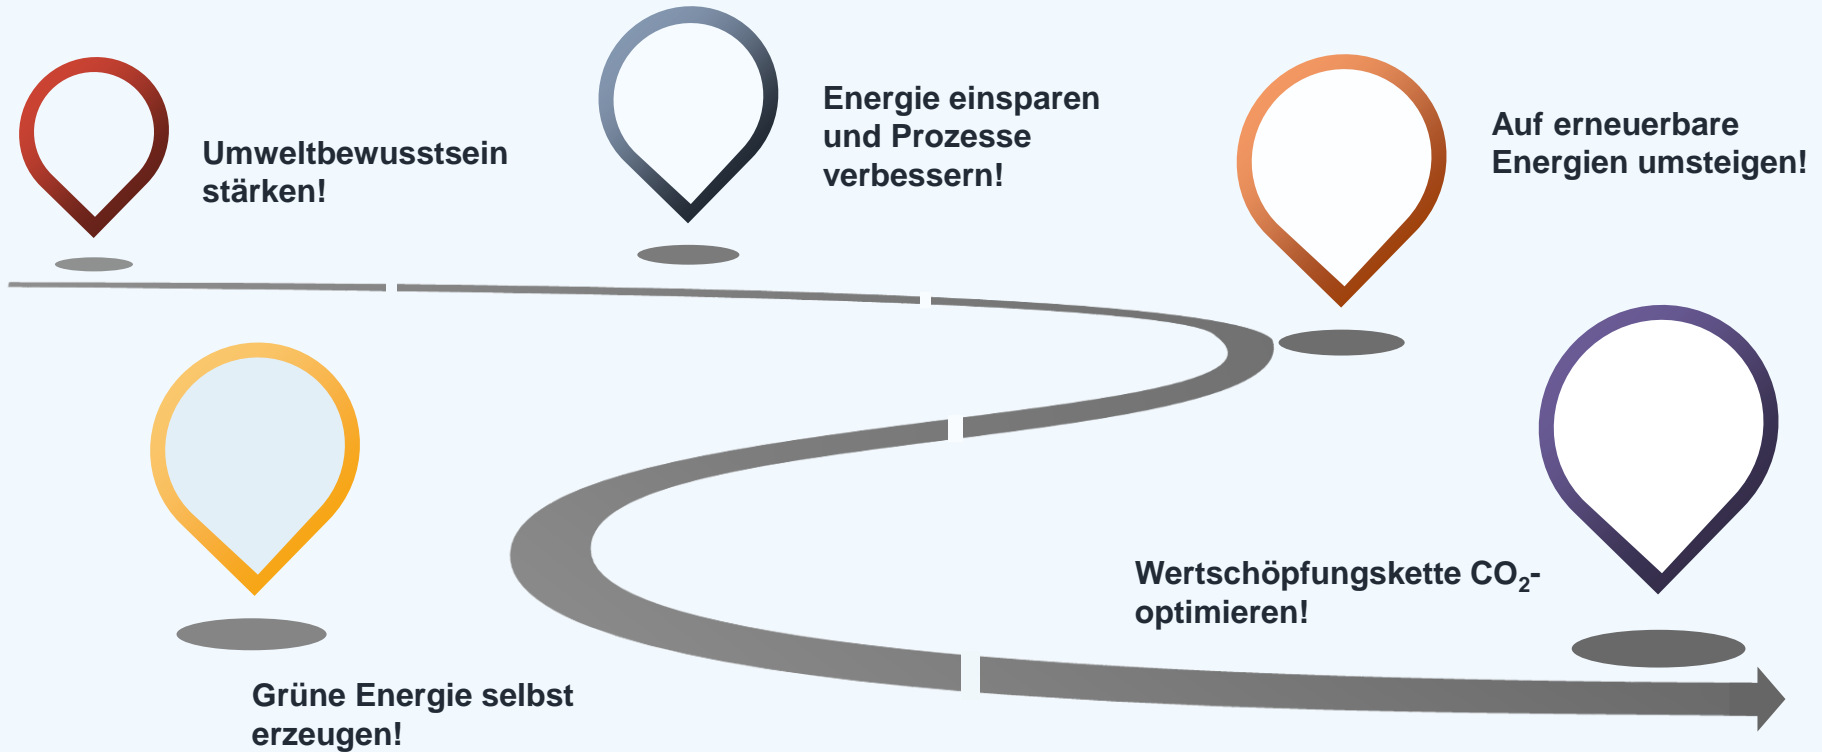 Umweltbewusstsein
stärken!
Energie einsparen
und Prozesse
verbessern!
Auf erneuerbare
Energien umsteigen!
Grüne Energie selbst
erzeugen!
Wertschöpfungskette CO₂-
optimieren!